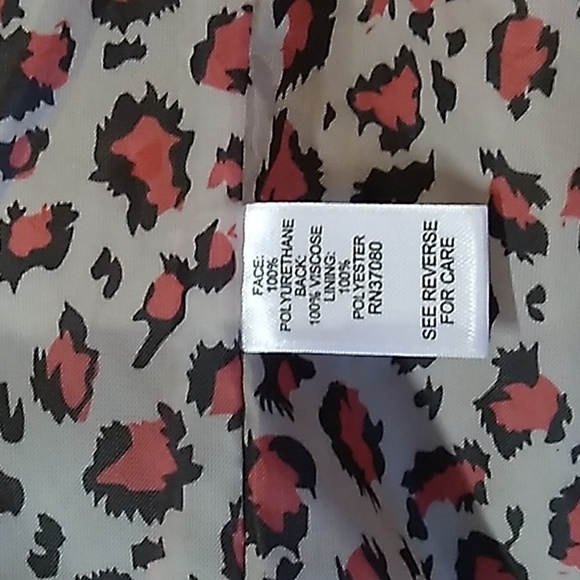 FACE:
100%
POLYURETHANE
BACK:
100% VISCOSE
LINING:
100%
POLYESTER
RN37080
SEE REVERSE
FOR CARE